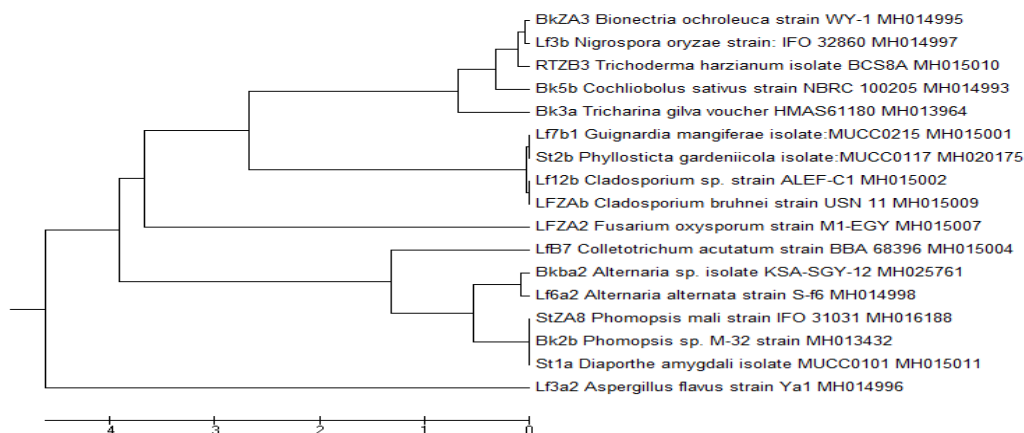 BkZA3 Bionectria ochroleuca strain WY-1 MH014995
Lf3b Nigrospora oryzae strain: IFO 32860 MH014997
RTZB3 Trichoderma harzianum isolate BCS8A MH015010
Bk5b Cochliobolus sativus strain NBRC 100205 MH014993
Bk3a Tricharina gilva voucher HMAS61180 MH013964
Lf7b1 Guignardia mangiferae isolate:MUCC0215 MH015001
St2b Phyllosticta gardeniicola isolate:MUCC0117 MH020175
Lf12b Cladosporium sp. strain ALEF-C1 MH015002
LFZAb Cladosporium bruhnei strain USN 11 MH015009
LFZA2 Fusarium oxysporum strain M1-EGY MH015007
LfB7 Colletotrichum acutatum strain BBA 68396 MH015004
Bkba2 Alternaria sp. isolate KSA-SGY-12 MH025761
Lf6a2 Alternaria alternata strain S-f6 MH014998
StZA8 Phomopsis mali strain IFO 31031 MH016188
Bk2b Phomopsis sp. M-32 strain MH013432
St1a Diaporthe amygdali isolate MUCC0101 MH015011
Lf3a2 Aspergillus flavus strain Ya1 MH014996
4 3 2 1 0